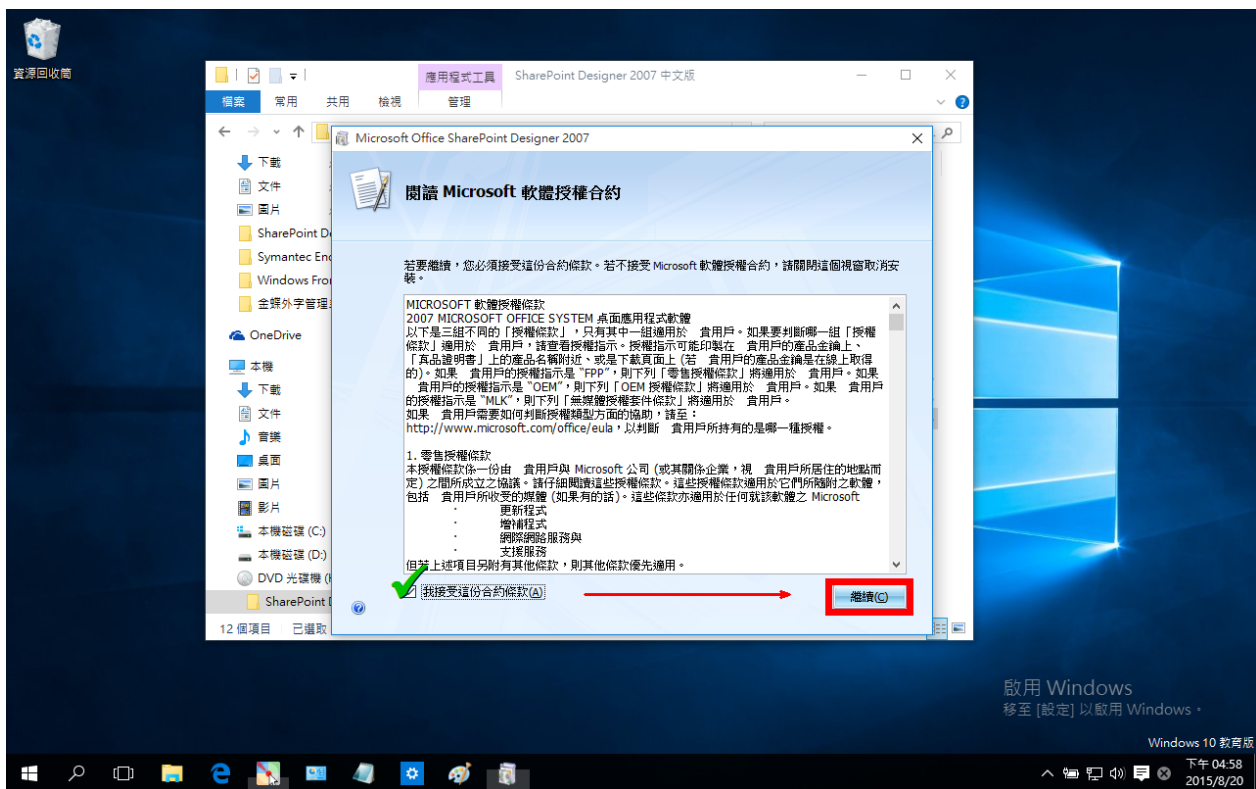 資源回收筒
應用程式工具
SharePoint Designer 2007 中文版
檔案
常用
共用
檢視
管理
Microsoft Office SharePoint Designer 2007
閱讀 Microsoft 軟體授權合約
若要繼續，您必須接受這份合約條款。若不接受 Microsoft 軟體授權合約，請關閉這個視窗取消安
裝。
MICROSOFT 軟體授權條款
2007 MICROSOFT OFFICE SYSTEM 桌面應用程式軟體
以下是三組不同的「授權條款」，只有其中一組適用於　貴用戶。如果要判斷哪一組「授權
條款」適用於　貴用戶，請查看授權指示。授權指示可能印製在　貴用戶的產品金鑰上、
「真品證明書」上的產品名稱附近、或是下載頁面上 (若　貴用戶的產品金鑰是在線上取得
的)。如果　貴用戶的授權指示是 "FPP"，則下列「零售授權條款」將適用於　貴用戶。如果
貴用戶的授權指示是 "OEM"，則下列「OEM 授權條款」將適用於　貴用戶。如果　貴用戶
的授權指示是 "MLK"，則下列「無媒體授權套件條款」將適用於　貴用戶。
如果　貴用戶需要如何判斷授權類型方面的協助，請至：
http://www.microsoft.com/office/eula，以判斷　貴用戶所持有的是哪一種授權。
1. 零售授權條款
本授權條款係一份由　貴用戶與 Microsoft 公司 (或其關係企業，視　貴用戶所居住的地點而
定) 之間所成立之協議。請仔細閱讀這些授權條款。這些授權條款適用於它們所隨附之軟體，
包括　貴用戶所收受的媒體 (如果有的話)。這些條款亦適用於任何就該軟體之 Microsoft
· 更新程式
· 增補程式
· 網際網路服務與
· 支援服務
但若上述項目另附有其他條款，則其他條款優先適用。
我接受這份合約條款(A)
繼續(C)
下載
文件
圖片
SharePoint De
Symantec End
Windows Fron
金蝶外字管理
OneDrive
本機
下載
文件
音樂
桌面
圖片
影片
本機磁碟 (C:)
本機磁碟 (D:)
DVD 光碟機 (
SharePoint D
12 個項目
已選取
啟用 Windows
移至 [設定] 以啟用 Windows。
Windows 10 教育版
下午 04:58
2015/8/20